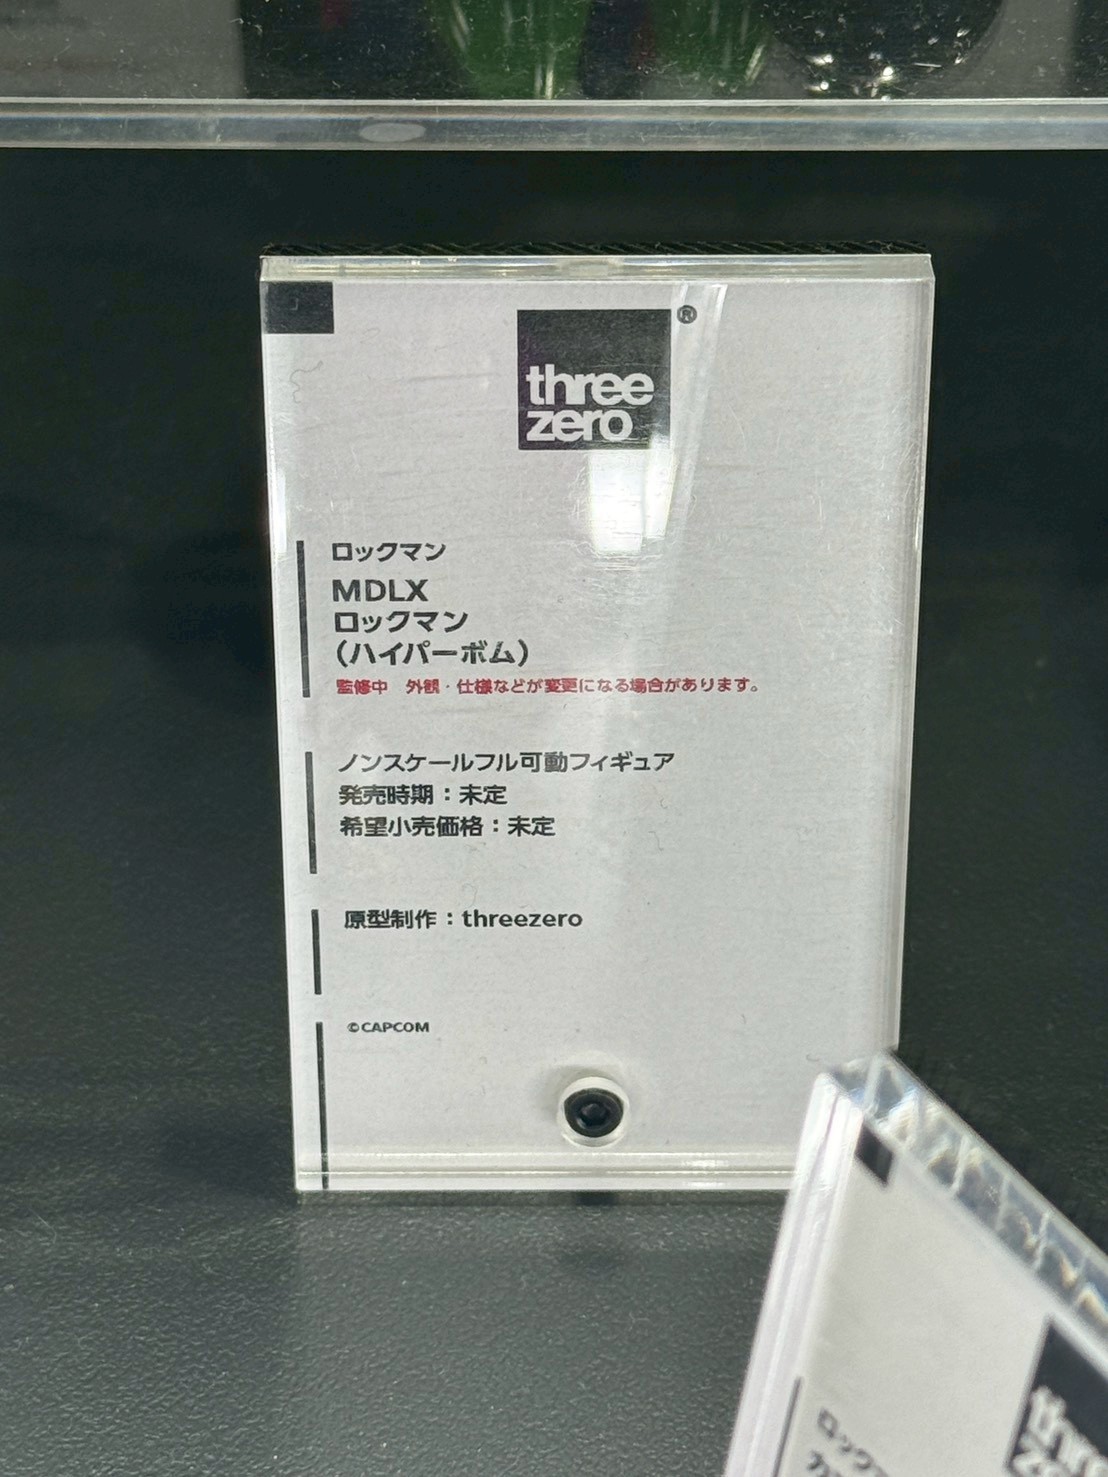 three
zero
®
ロックマン
MDLX
ロックマン
（ハイパーボム）
監修中　外観・仕様などが変更になる場合があります。
ノンスケールフル可動フィギュア
発売時期：未定
希望小売価格：未定
原型制作：threezero
©CAPCOM